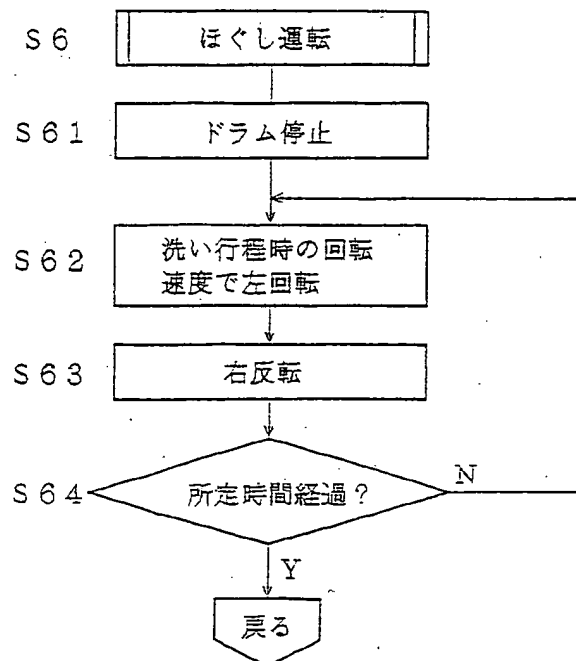 S6 ほぐし運転
S61 ドラム停止
S62 洗い行程時の回転
速度で左回転
S63 右反転
S64 所定時間経過？ N
Y
戻る